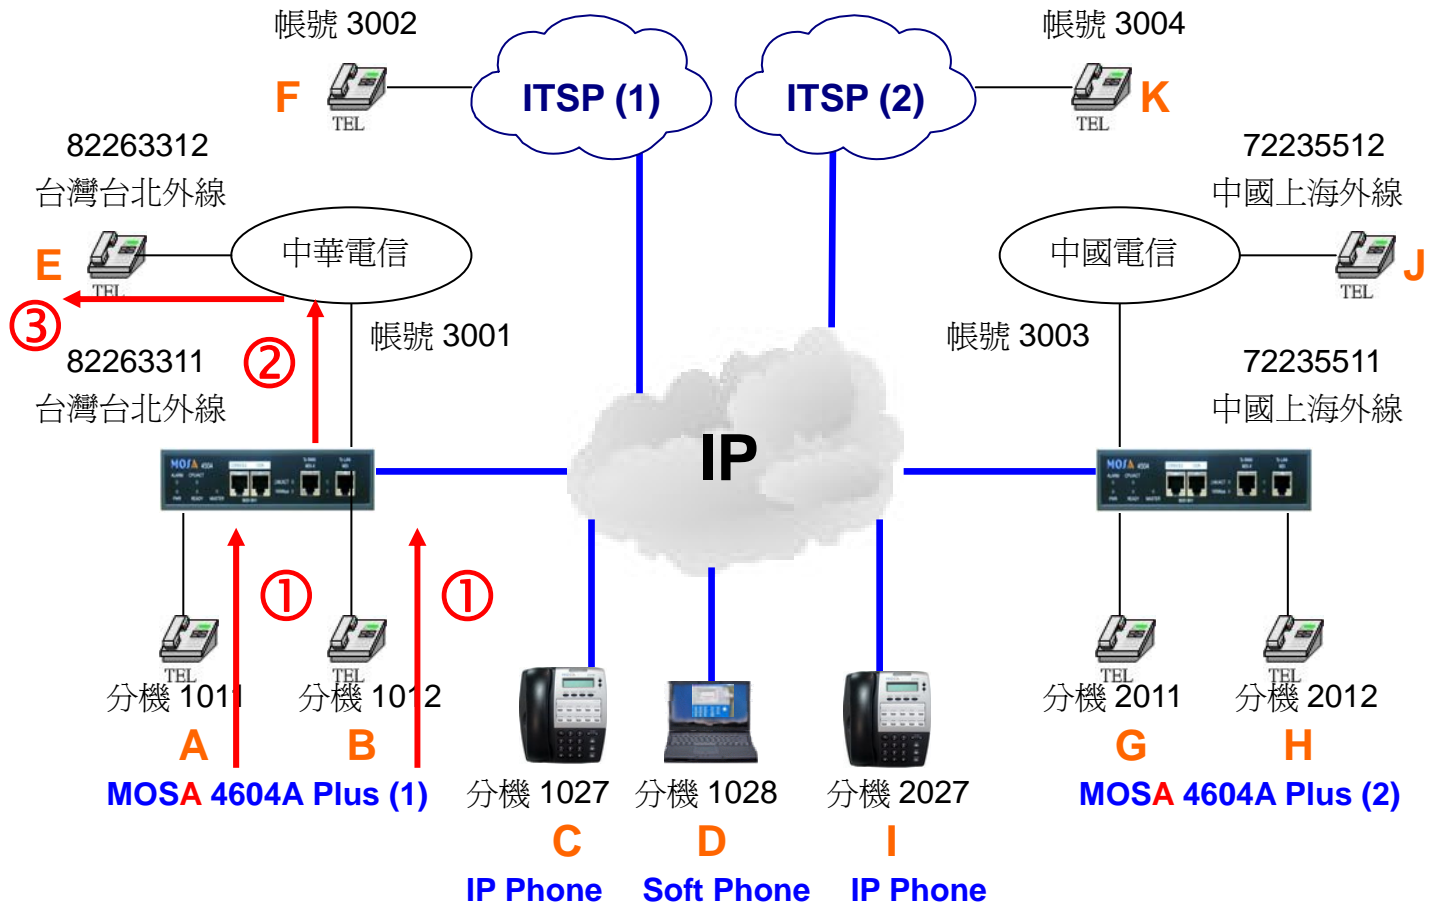 帳號 3002
帳號 3004
F
TEL
ITSP (1)
ITSP (2)
TEL
K
82263312
台灣台北外線
72235512
中國上海外線
E
TEL
中華電信
中國電信
TEL
J
③
②
帳號 3001
帳號 3003
82263311
台灣台北外線
72235511
中國上海外線
IP
MOSA 4604A
MOSA 4604A
①
①
TEL
TEL
TEL
TEL
分機 1011
分機 1012
分機 2011
分機 2012
A
B
G
H
MOSA 4604A Plus (1)
分機 1027
分機 1028
分機 2027
MOSA 4604A Plus (2)
C
D
I
IP Phone
Soft Phone
IP Phone